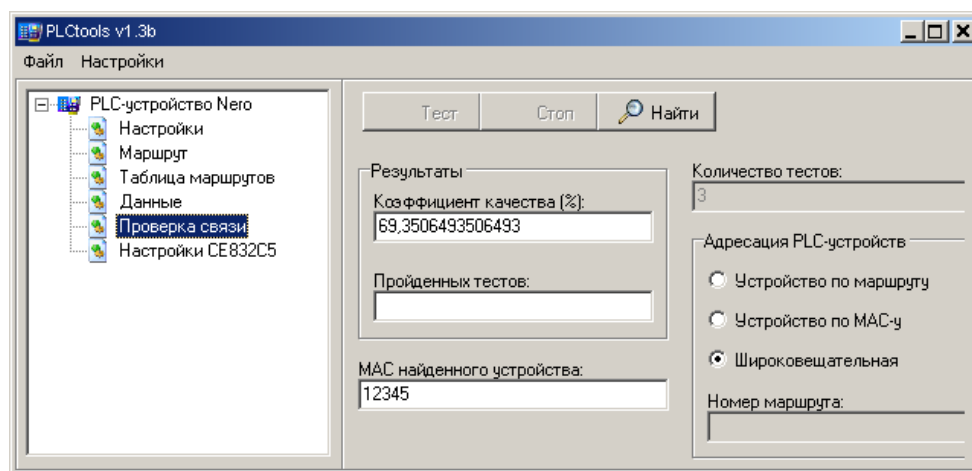 PLCtools v1.3b
Файл Настройки
PLC-устройство Nero
Настройки
Маршрут
Таблица маршрутов
Данные
Проверка связи
Настройки CE832C5
Тест Стоп Найти
Результаты
Коэффициент качества (%):
69,3506493506493
Пройденных тестов:
MAC найденного устройства:
12345
Количество тестов:
3
Адресация PLC-устройств
Устройство по маршруту
Устройство по MAC-у
Широковещательная
Номер маршрута: